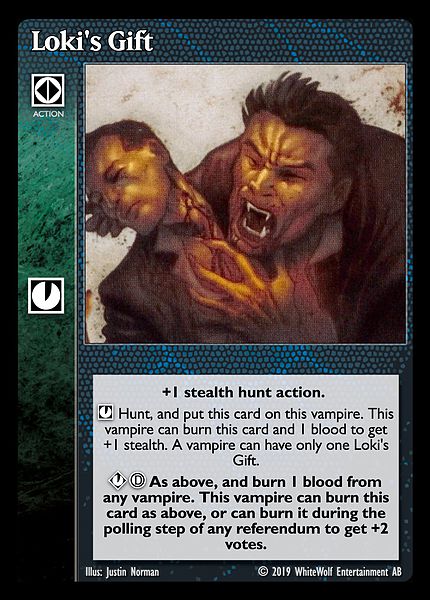 Loki's Gift
ACTION
+1 stealth hunt action.
Hunt, and put this card on this vampire. This
vampire can burn this card and 1 blood to get
+1 stealth. A vampire can have only one Loki's
Gift.
D As above, and burn 1 blood from
any vampire. This vampire can burn this
card as above, or can burn it during the
polling step of any referendum to get +2
votes.
Illus: Justin Norman © 2019 WhiteWolf Entertainment AB